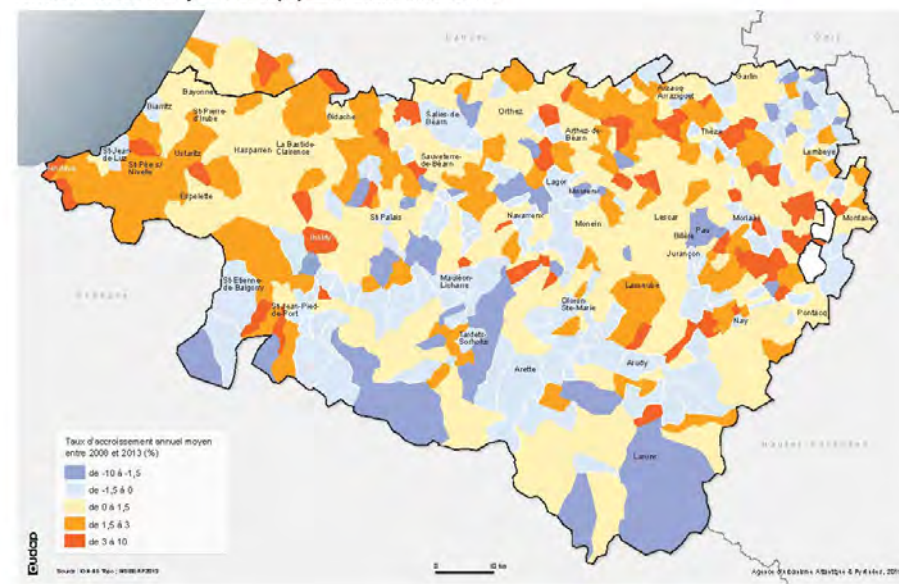 Landes
Gers
Garlin
Bayonne
Arzacq
Arraziguet
Biarritz
St-Pierre
d'Irube
Bidache
Salies-de
Béarn
Orthez
Arthez-de
Béarn
Thèze
St-Jean
de-Luz
Ustaritz
Hasparren
La Bastide-
Clairence
Sauveterre-
de-Béarn
Lembeye
St-Pée s/
Nivelle
Lagor
Mourenx
Espelette
St-Palais
Navarrenx
Monein
Lescar
Morlaàs
Montaner
Billère
Pau
Iholdy
Jurançon
Mauléon-
Licharre
St-Etienne
de-Baïgorry
Oloron
Ste-Marie
Lasseube
St-Jean-Pied-
de-Port
Nay
Pontacq
Tardets-
Sorholus
Arette
Arudy
Hautes-Pyrénées
Laruns
Taux d'accroissement annuel moyen
entre 2008 et 2013 (%)
de -10 à -1,5
de -1,5 à 0
de 0 à 1,5
de 1,5 à 3
de 3 à 10
audap
10 km
Agence d'Urbanisme Atlantique & Pyrénées, 201